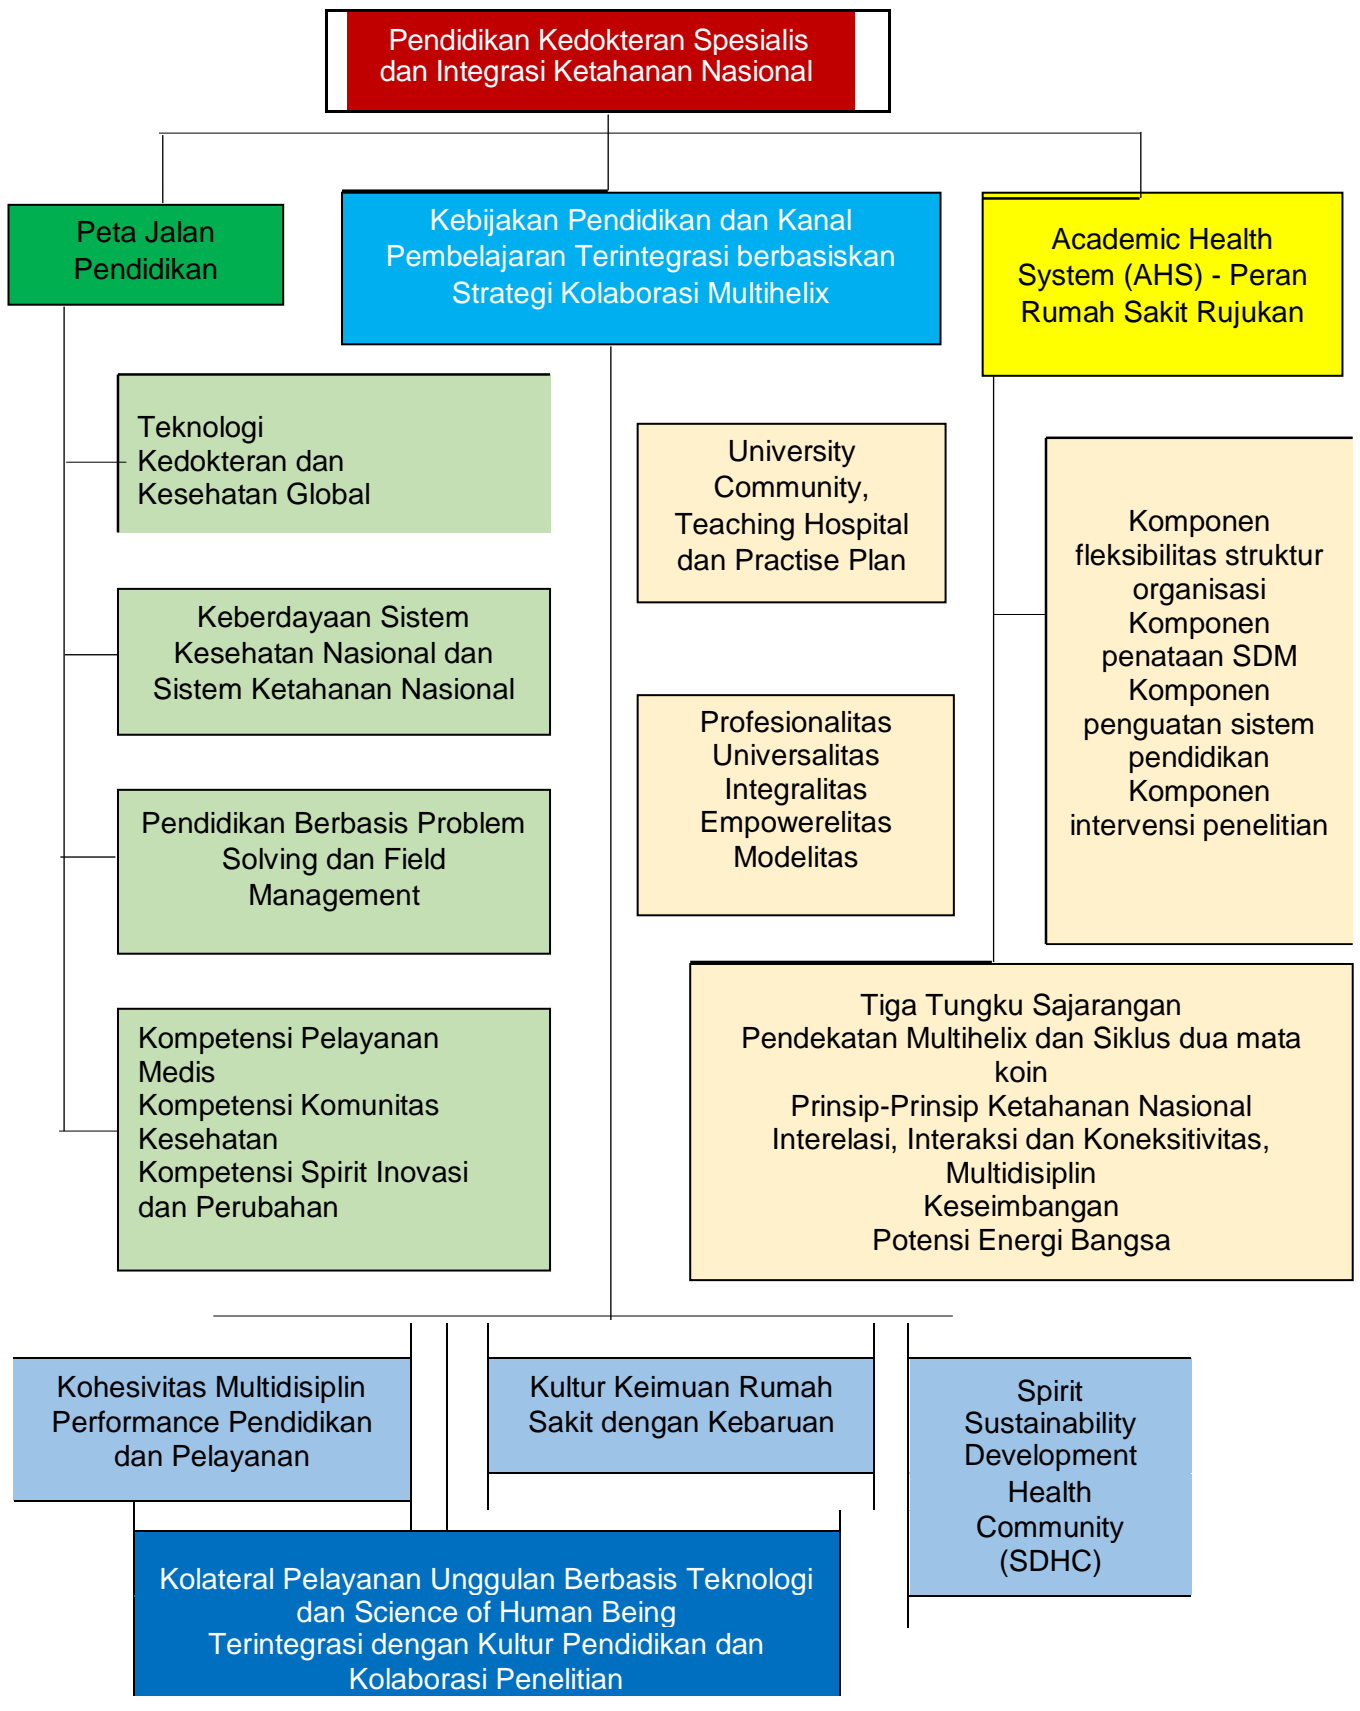 Pendidikan Kedokteran Spesialis
dan Integrasi Ketahanan Nasional
Peta Jalan
Pendidikan
Kebijakan Pendidikan dan Kanal
Pembelajaran Terintegrasi berbasiskan
Strategi Kolaborasi Multihelix
Academic Health
System (AHS) - Peran
Rumah Sakit Rujukan
Teknologi
Kedokteran dan
Kesehatan Global
Keberdayaan Sistem
Kesehatan Nasional dan
Sistem Ketahanan Nasional
Pendidikan Berbasis Problem
Solving dan Field
Management
Kompetensi Pelayanan
Medis
Kompetensi Komunitas
Kesehatan
Kompetensi Spirit Inovasi
dan Perubahan
University
Community,
Teaching Hospital
dan Practise Plan
Profesionalitas
Universalitas
Integralitas
Empowerelitas
Modelitas
Komponen
fleksibilitas struktur
organisasi
Komponen
penataan SDM
Komponen
penguatan sistem
pendidikan
Komponen
intervensi penelitian
Tiga Tungku Sajarangan
Pendekatan Multihelix dan Siklus dua mata
koin
Prinsip-Prinsip Ketahanan Nasional
Interelasi, Interaksi dan Koneksitivitas,
Multidisiplin
Keseimbangan
Potensi Energi Bangsa
Kohesivitas Multidisiplin
Performance Pendidikan
dan Pelayanan
Kultur Keimuan Rumah
Sakit dengan Kebaruan
Spirit
Sustainability
Development
Health
Community
(SDHC)
Kolateral Pelayanan Unggulan Berbasis Teknologi
dan Science of Human Being
Terintegrasi dengan Kultur Pendidikan dan
Kolaborasi Penelitian